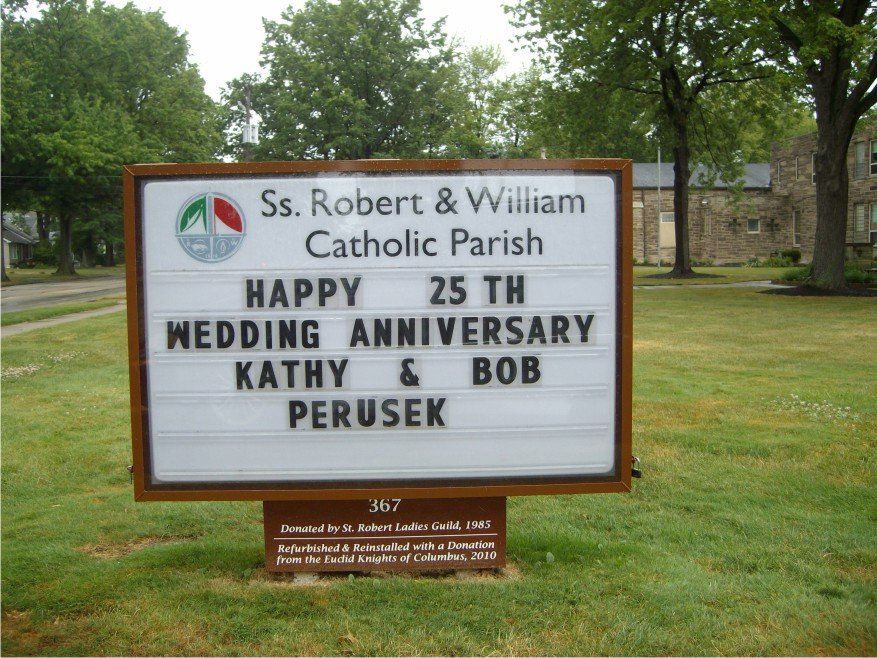 Ss. Robert & William
Catholic Parish
HAPPY 25 TH
WEDDING ANNIVERSARY
KATHY & BOB
PERUSEK
367
Donated by St. Robert Ladies Guild, 1985
Refurbished & Reinstalled with a Donation
from the Euclid Knights of Columbus, 2010